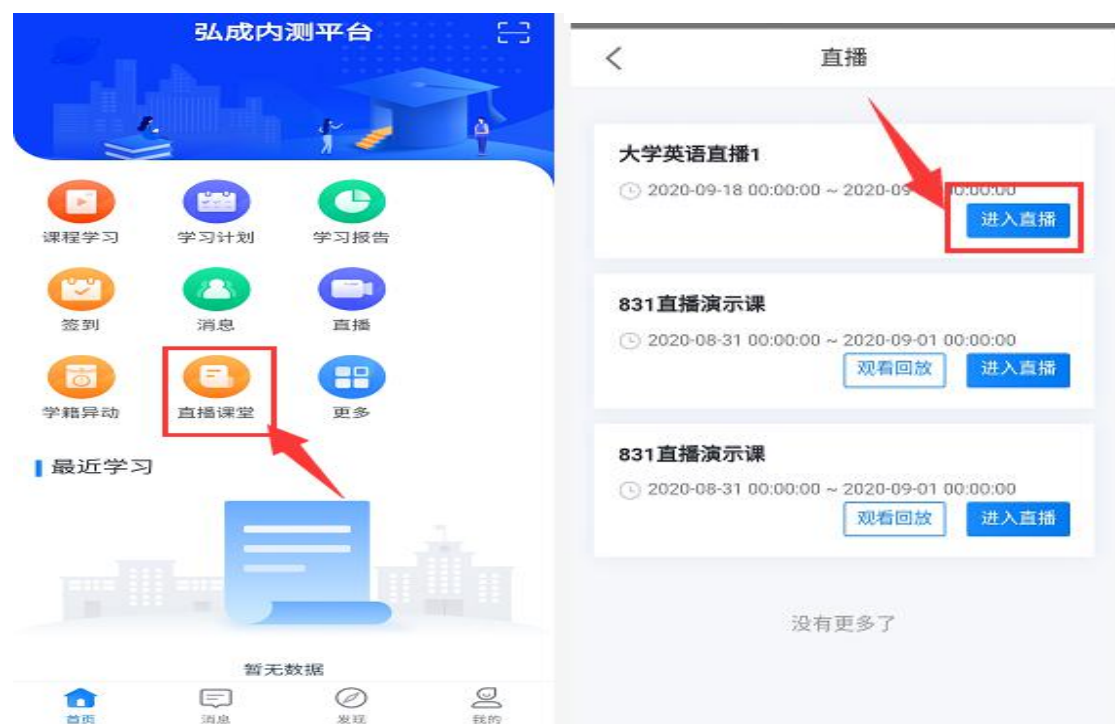 弘成内测平台
课程学习
学习计划
学习报告
签到
消息
直播
学籍异动
直播课堂
更多
最近学习
暂无数据
首页
消息
发现
我的
直播
大学英语直播1
2020-09-18 00:00:00 ~ 2020-09 00:00:00
进入直播
831直播演示课
2020-08-31 00:00:00 ~ 2020-09-01 00:00:00
观看回放 进入直播
831直播演示课
2020-08-31 00:00:00 ~ 2020-09-01 00:00:00
观看回放 进入直播
没有更多了